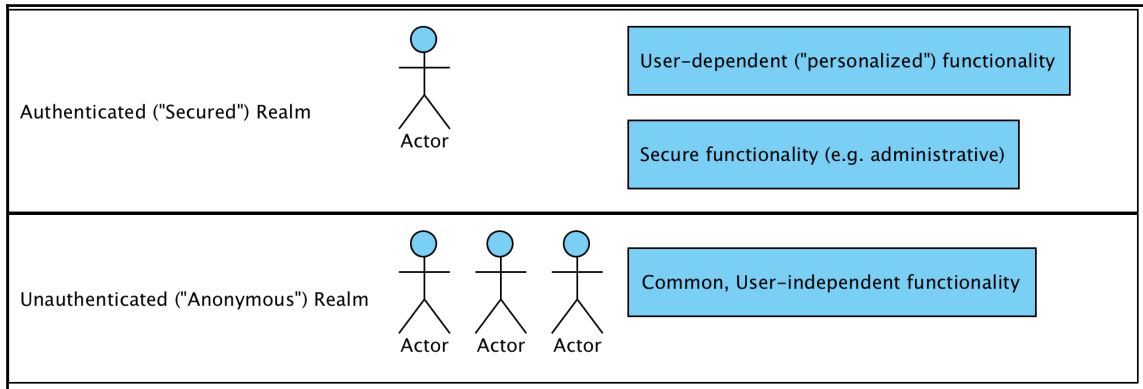 User-dependent ("personalized") functionality
Authenticated ("Secured") Realm
Actor
Secure functionality (e.g. administrative)
Unauthenticated ("Anonymous") Realm
Common, User-independent functionality
Actor Actor Actor